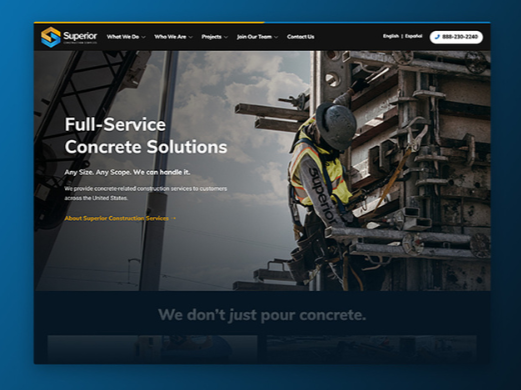 Superior
CONSTRUCTION SERVICES
What We Do
Who We Are
Projects
Join Our Team
Contact Us
English | Español
888-230-2240
Full-Service
Concrete Solutions
Any Size. Any Scope. We can handle it.
We provide concrete related construction services to customers
across the United States.
About Superior Construction Services →
Superior
We don't just pour concrete.